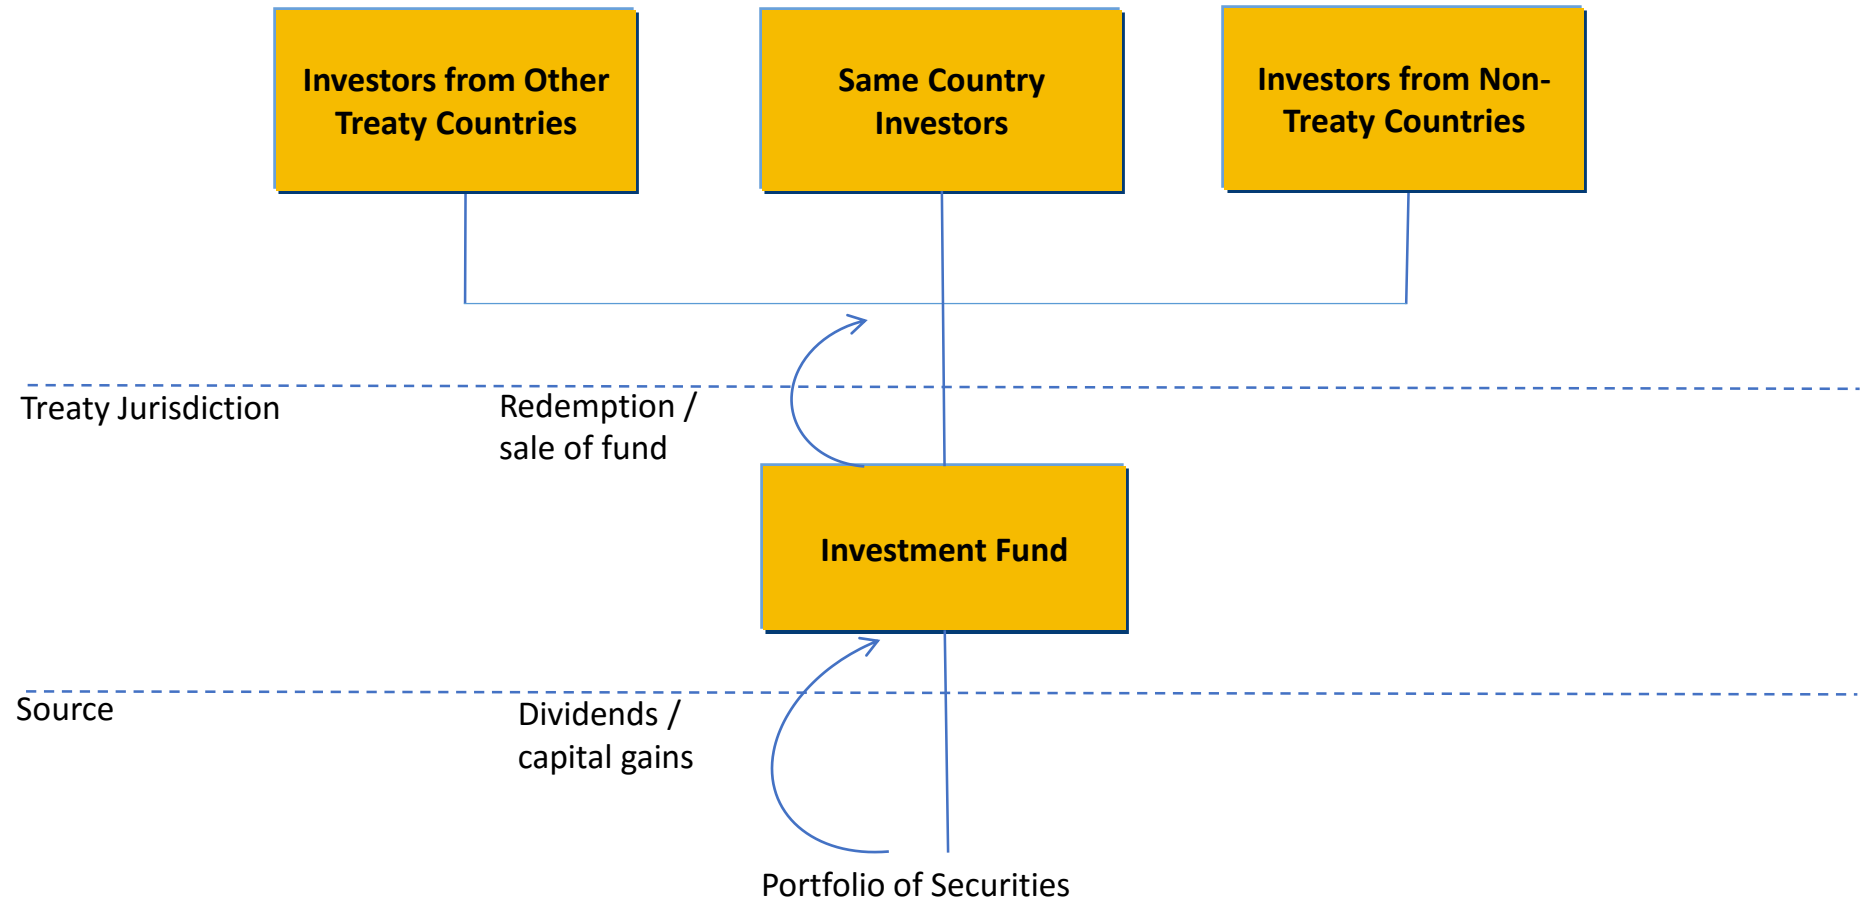 Investors from Other
Treaty Countries
Same Country
Investors
Investors from Non-
Treaty Countries
Treaty Jurisdiction
Redemption /
sale of fund
Investment Fund
Source
Dividends /
capital gains
Portfolio of Securities